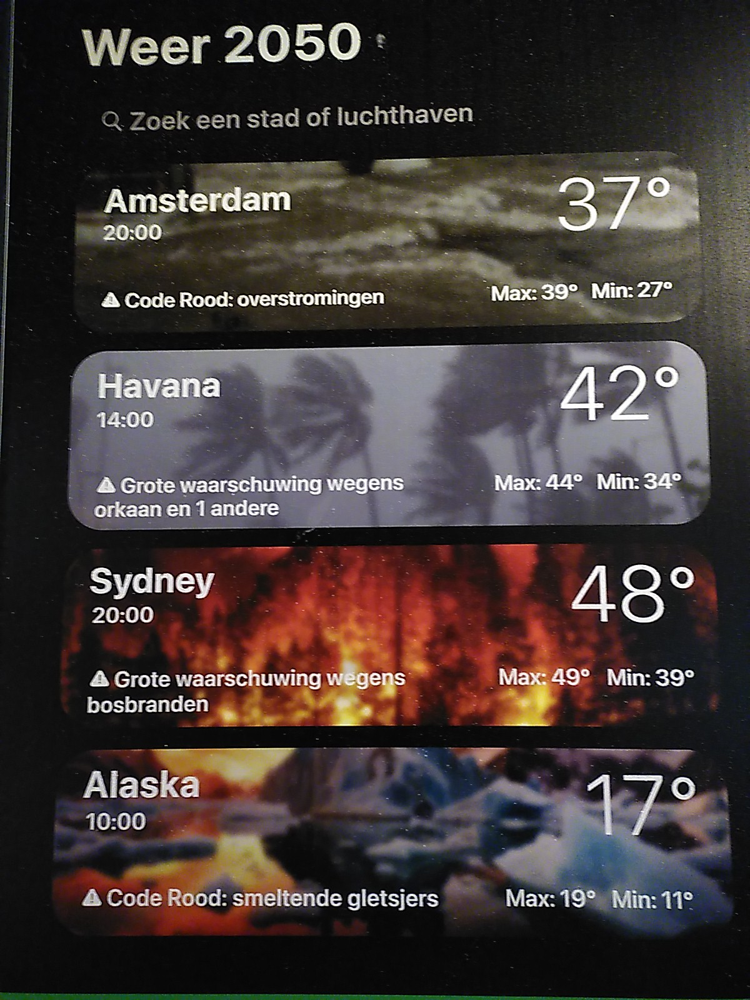 Weer 2050
Zoek een stad of luchthaven
Amsterdam
37°
20:00
Code Rood: overstromingen
Max: 39° Min: 27°
Havana
42°
14:00
Grote waarschuwing wegens
orkaan en 1 andere
Max: 44° Min: 34°
Sydney
48°
20:00
Grote waarschuwing wegens
bosbranden
Max: 49° Min: 39°
Alaska
17°
10:00
Code Rood: smeltende gletsjers
Max: 19° Min: 11°